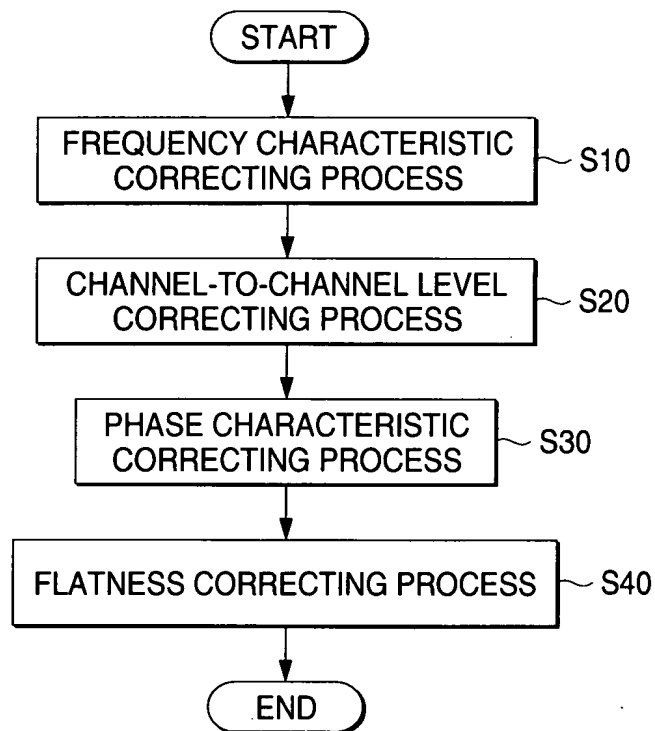 START
FREQUENCY CHARACTERISTIC
CORRECTING PROCESS
S10
CHANNEL-TO-CHANNEL LEVEL
CORRECTING PROCESS
S20
PHASE CHARACTERISTIC
CORRECTING PROCESS
S30
FLATNESS CORRECTING PROCESS
S40
END